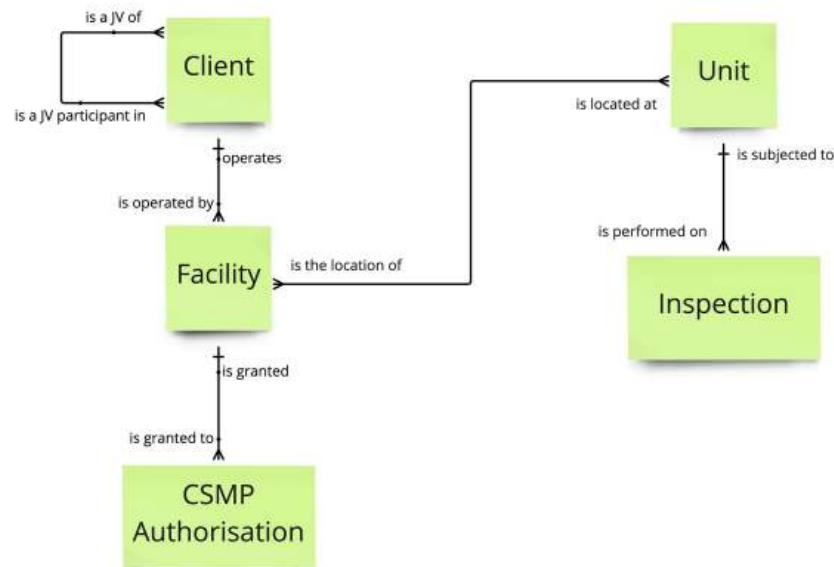 is a JV of
Client
Unit
is a JV participant in
is located at
operates
is subjected to
is operated by
is performed on
Facility
is the location of
Inspection
is granted
is granted to
CSMP
Authorisation